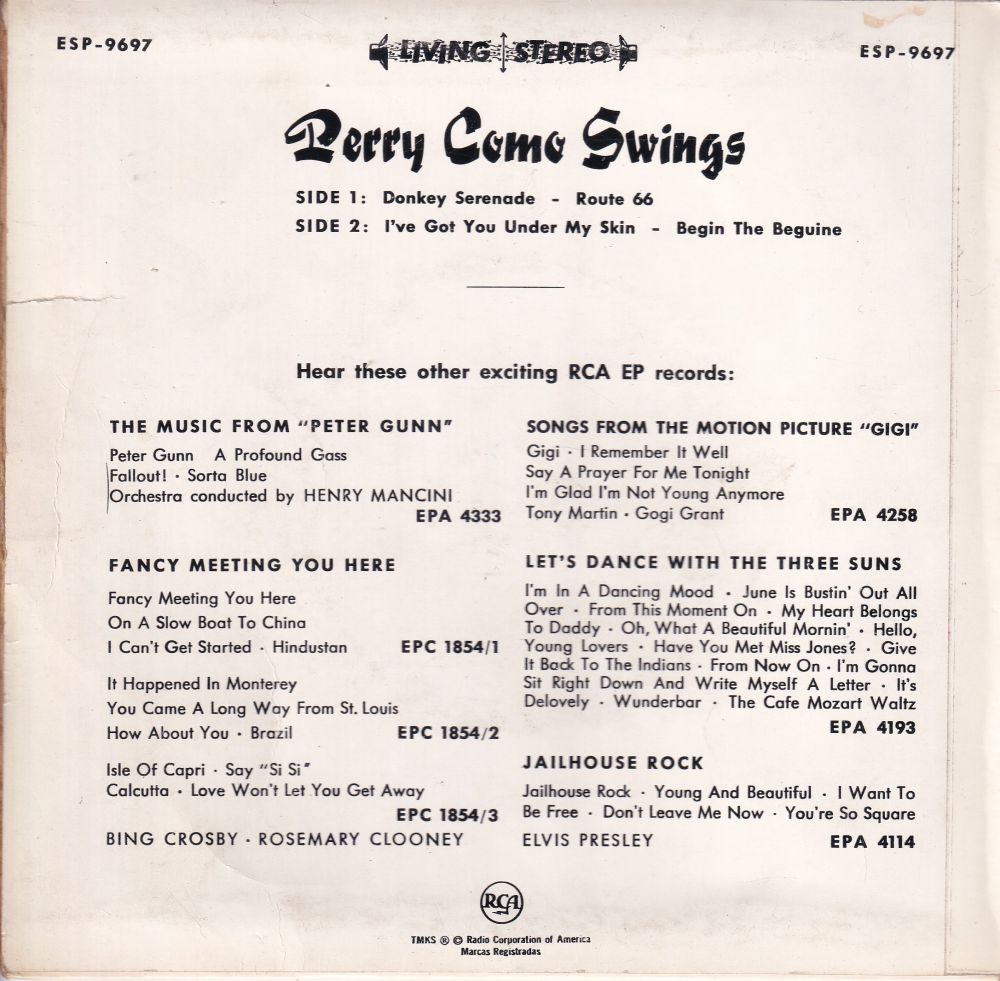 ESP-9697
LIVING STEREO
ESP-9697
Perry Como Swings
SIDE 1: Donkey Serenade - Route 66
SIDE 2: I've Got You Under My Skin - Begin The Beguine
Hear these other exciting RCA EP records:
THE MUSIC FROM "PETER GUNN"
Peter Gunn A Profound Gass
Fallout! · Sorta Blue
Orchestra conducted by HENRY MANCINI
EPA 4333
FANCY MEETING YOU HERE
Fancy Meeting You Here
On A Slow Boat To China
I Can't Get Started · Hindustan EPC 1854/1
It Happened In Monterey
You Came A Long Way From St. Louis
How About You · Brazil EPC 1854/2
Isle Of Capri · Say "Si Si"
Calcutta · Love Won't Let You Get Away
EPC 1854/3
BING CROSBY · ROSEMARY CLOONEY
SONGS FROM THE MOTION PICTURE "GIGI"
Gigi · I Remember It Well
Say A Prayer For Me Tonight
I'm Glad I'm Not Young Anymore
Tony Martin · Gogi Grant EPA 4258
LET'S DANCE WITH THE THREE SUNS
I'm In A Dancing Mood · June Is Bustin' Out All
Over · From This Moment On · My Heart Belongs
To Daddy · Oh, What A Beautiful Mornin' · Hello,
Young Lovers · Have You Met Miss Jones? · Give
It Back To The Indians · From Now On · I'm Gonna
Sit Right Down And Write Myself A Letter · It's
Delovely · Wunderbar · The Cafe Mozart Waltz
EPA 4193
JAILHOUSE ROCK
Jailhouse Rock · Young And Beautiful · I Want To
Be Free · Don't Leave Me Now · You're So Square
ELVIS PRESLEY EPA 4114
RCA
TMKS ® © Radio Corporation of America
Marcas Registradas